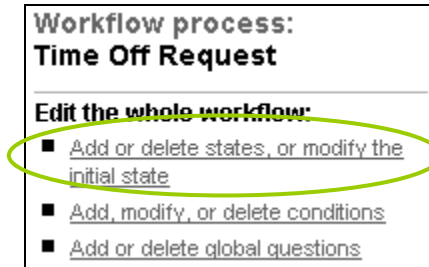 Workflow process:
Time Off Request
Edit the whole workflow:
Add or delete states, or modify the
initial state
Add, modify, or delete conditions
Add or delete global questions